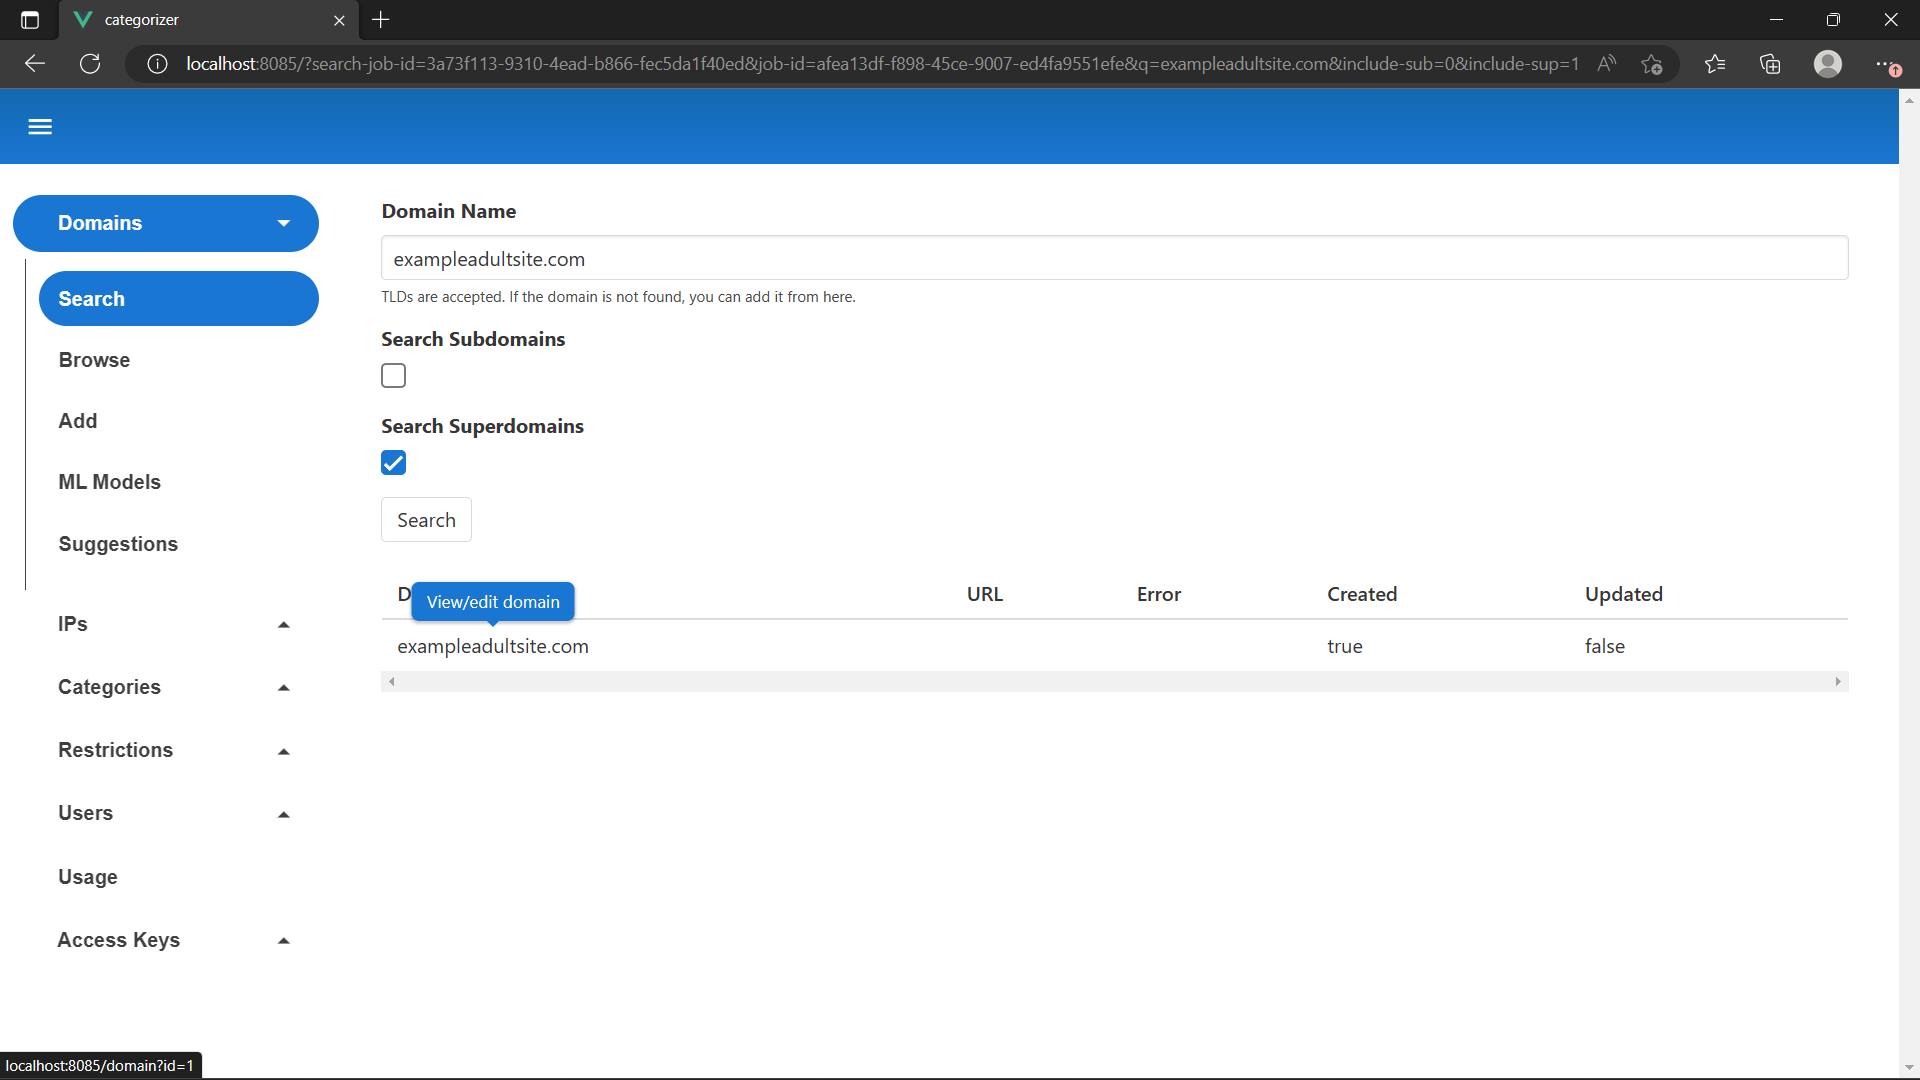 categorizer
localhost:8085/?search-job-id=3a73f113-9310-4ead-b866-fec5da1f40ed&job-id=afea13df-f898-45ce-9007-ed4fa9551efe&q=exampleadultsite.com&include-sub=0&include-sup=1
Domains
Search
Browse
Add
ML Models
Suggestions
IPs
Categories
Restrictions
Users
Usage
Access Keys
Domain Name
exampleadultsite.com
TLDs are accepted. If the domain is not found, you can add it from here.
Search Subdomains
Search Superdomains
Search
View/edit domain
URL Error Created Updated
exampleadultsite.com true false
localhost:8085/domain?id=1